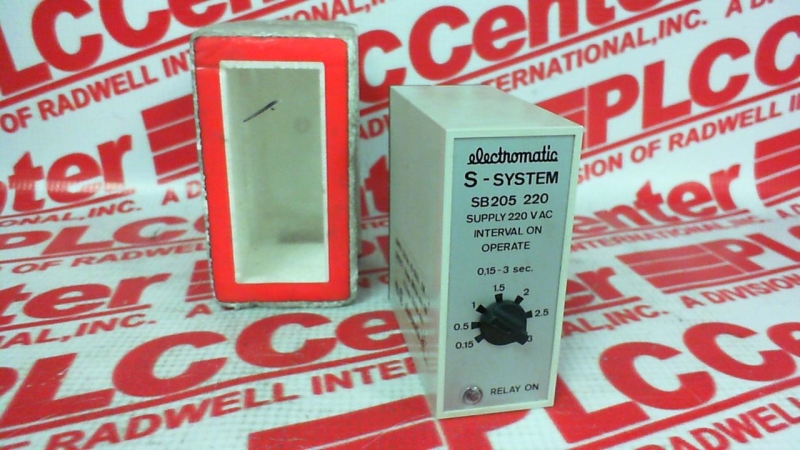 electromatic
S-SYSTEM
SB205 220
SUPPLY 220 V AC
INTERVAL ON
OPERATE
0,15-3 sec.
1.5
1 2
0.5 2.5
0.15 3
RELAY ON
PLCCenter
A DIVISION OF RADWELL INTERNATIONAL, INC.